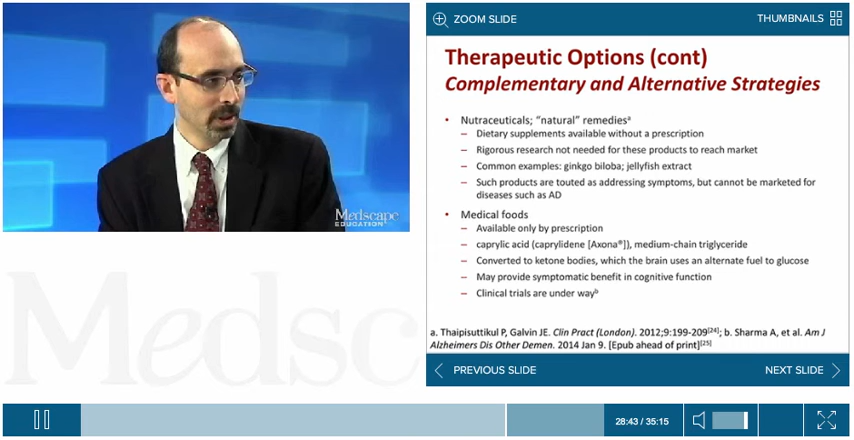 ZOOM SLIDE
THUMBNAILS
Therapeutic Options (cont)
Complementary and Alternative Strategies
• Nutraceuticals; “natural” remediesa
– Dietary supplements available without a prescription
– Rigorous research not needed for these products to reach market
– Common examples: ginkgo biloba; jellyfish extract
– Such products are touted as addressing symptoms, but cannot be marketed for
diseases such as AD
• Medical foods
– Available only by prescription
– caprylic acid (caprylidene [Axona®]), medium-chain triglyceride
– Converted to ketone bodies, which the brain uses an alternate fuel to glucose
– May provide symptomatic benefit in cognitive function
– Clinical trials are under wayb
a. Thaipisuttikul P, Galvin JE. Clin Pract (London). 2012;9:199-209[24]; b. Sharma A, et al. Am J
Alzheimers Dis Other Demen. 2014 Jan 9. [Epub ahead of print][25]
PREVIOUS SLIDE
NEXT SLIDE
Medscape
EDUCATION
Medsc
28:43 / 35:15